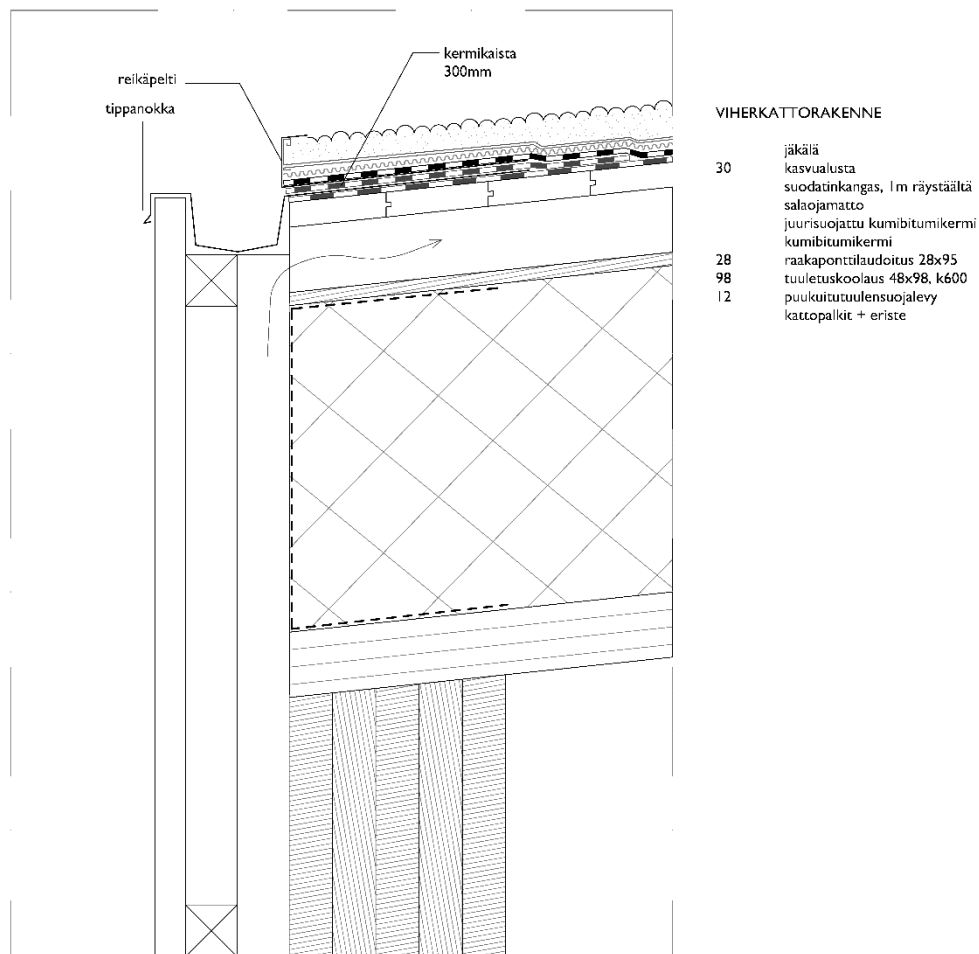 kermikaista
300mm
reikäpelti
tippanokka
VIHERKATTORAKENNE
jäkälä
30 kasvualusta
suodatinkangas, 1m räystäältä
salaojamatto
juurisuojattu kumibitumikermi
kumibitumikermi
28 raakaponttilaudoitus 28x95
98 tuuletuskoolaus 48x98, k600
12 puukuitutuulensuojalevy
kattopalkit + eriste